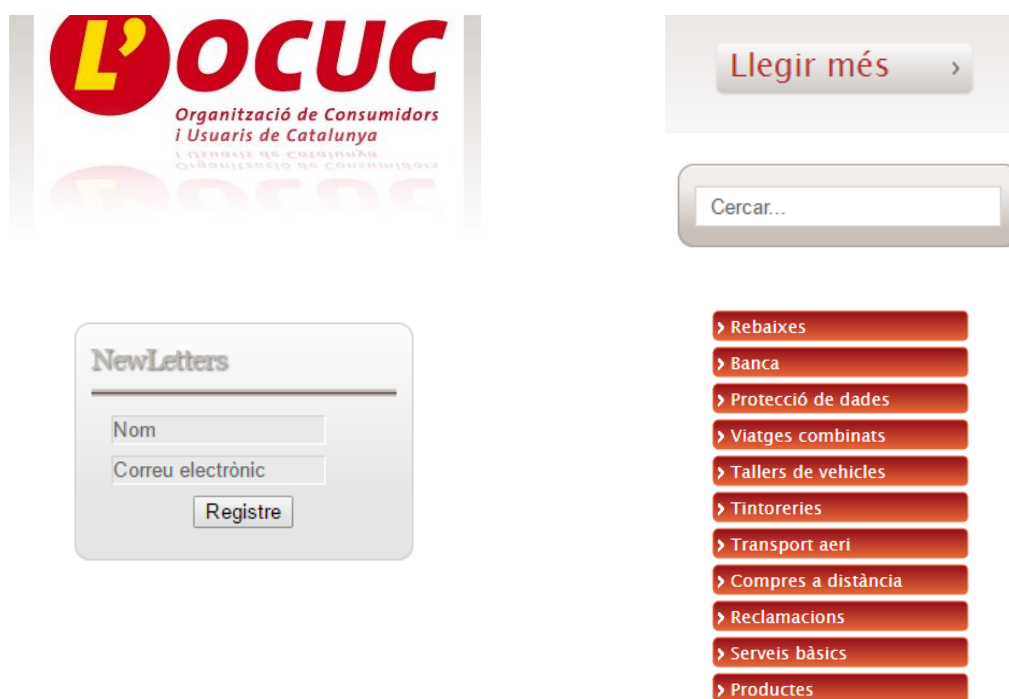 L'OCUC
Organització de Consumidors
i Usuaris de Catalunya
NewLetters
Nom
Correu electrònic
Registre
Llegir més
Cercar...
Rebaixes
Banca
Protecció de dades
Viatges combinats
Tallers de vehicles
Tintoreries
Transport aeri
Compres a distància
Reclamacions
Serveis bàsics
Productes